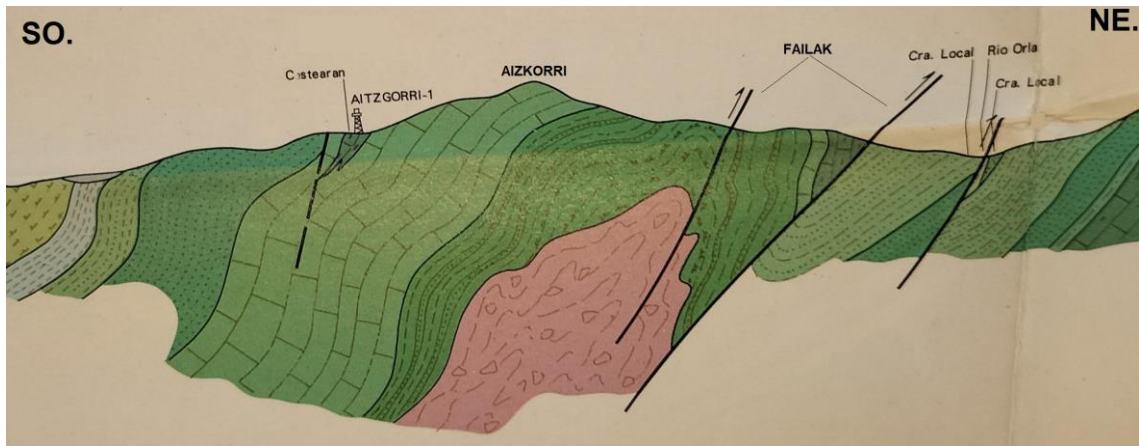 SO.
NE.
AITZGORRI-1
AIZKORRI
FAILAK
Cra. Local
Rio Orla
Cra. Local